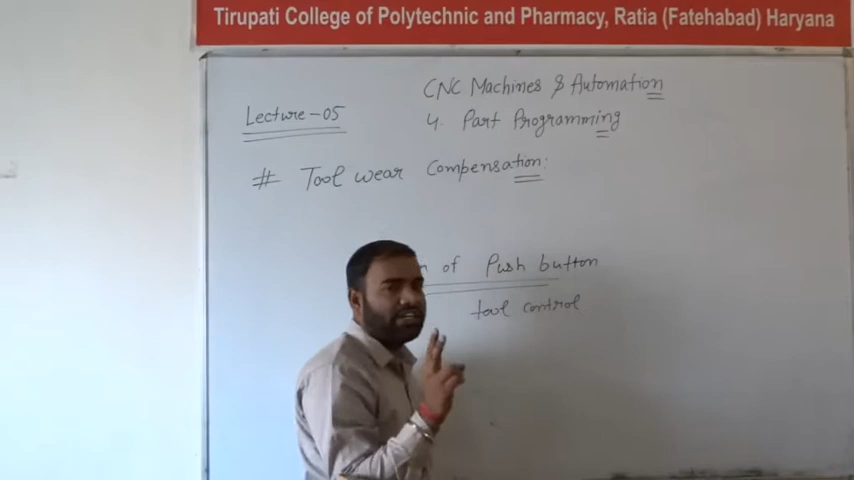 Tirupati College of Polytechnic and Pharmacy, Ratia (Fatehabad) Haryana
CNC Machines & Automation
Lecture-05
4. Part Programming
# Tool wear Compensation:
of Push button
tool control